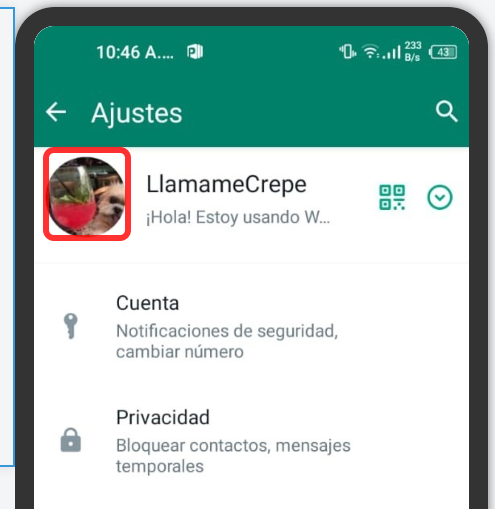 10:46 A....
233
B/s
43
Ajustes
LlamameCrepe
¡Hola! Estoy usando W...
Cuenta
Notificaciones de seguridad,
cambiar número
Privacidad
Bloquear contactos, mensajes
temporales